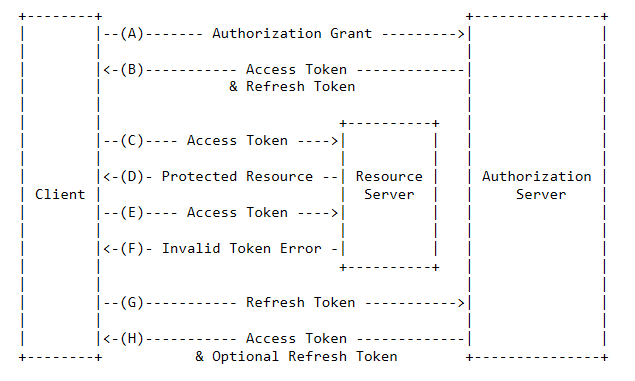 (A) Authorization Grant
(B) Access Token
& Refresh Token
(C) Access Token
(D) Protected Resource Resource Authorization
Client Server Server
(E) Access Token
(F) Invalid Token Error
(G) Refresh Token
(H) Access Token
& Optional Refresh Token